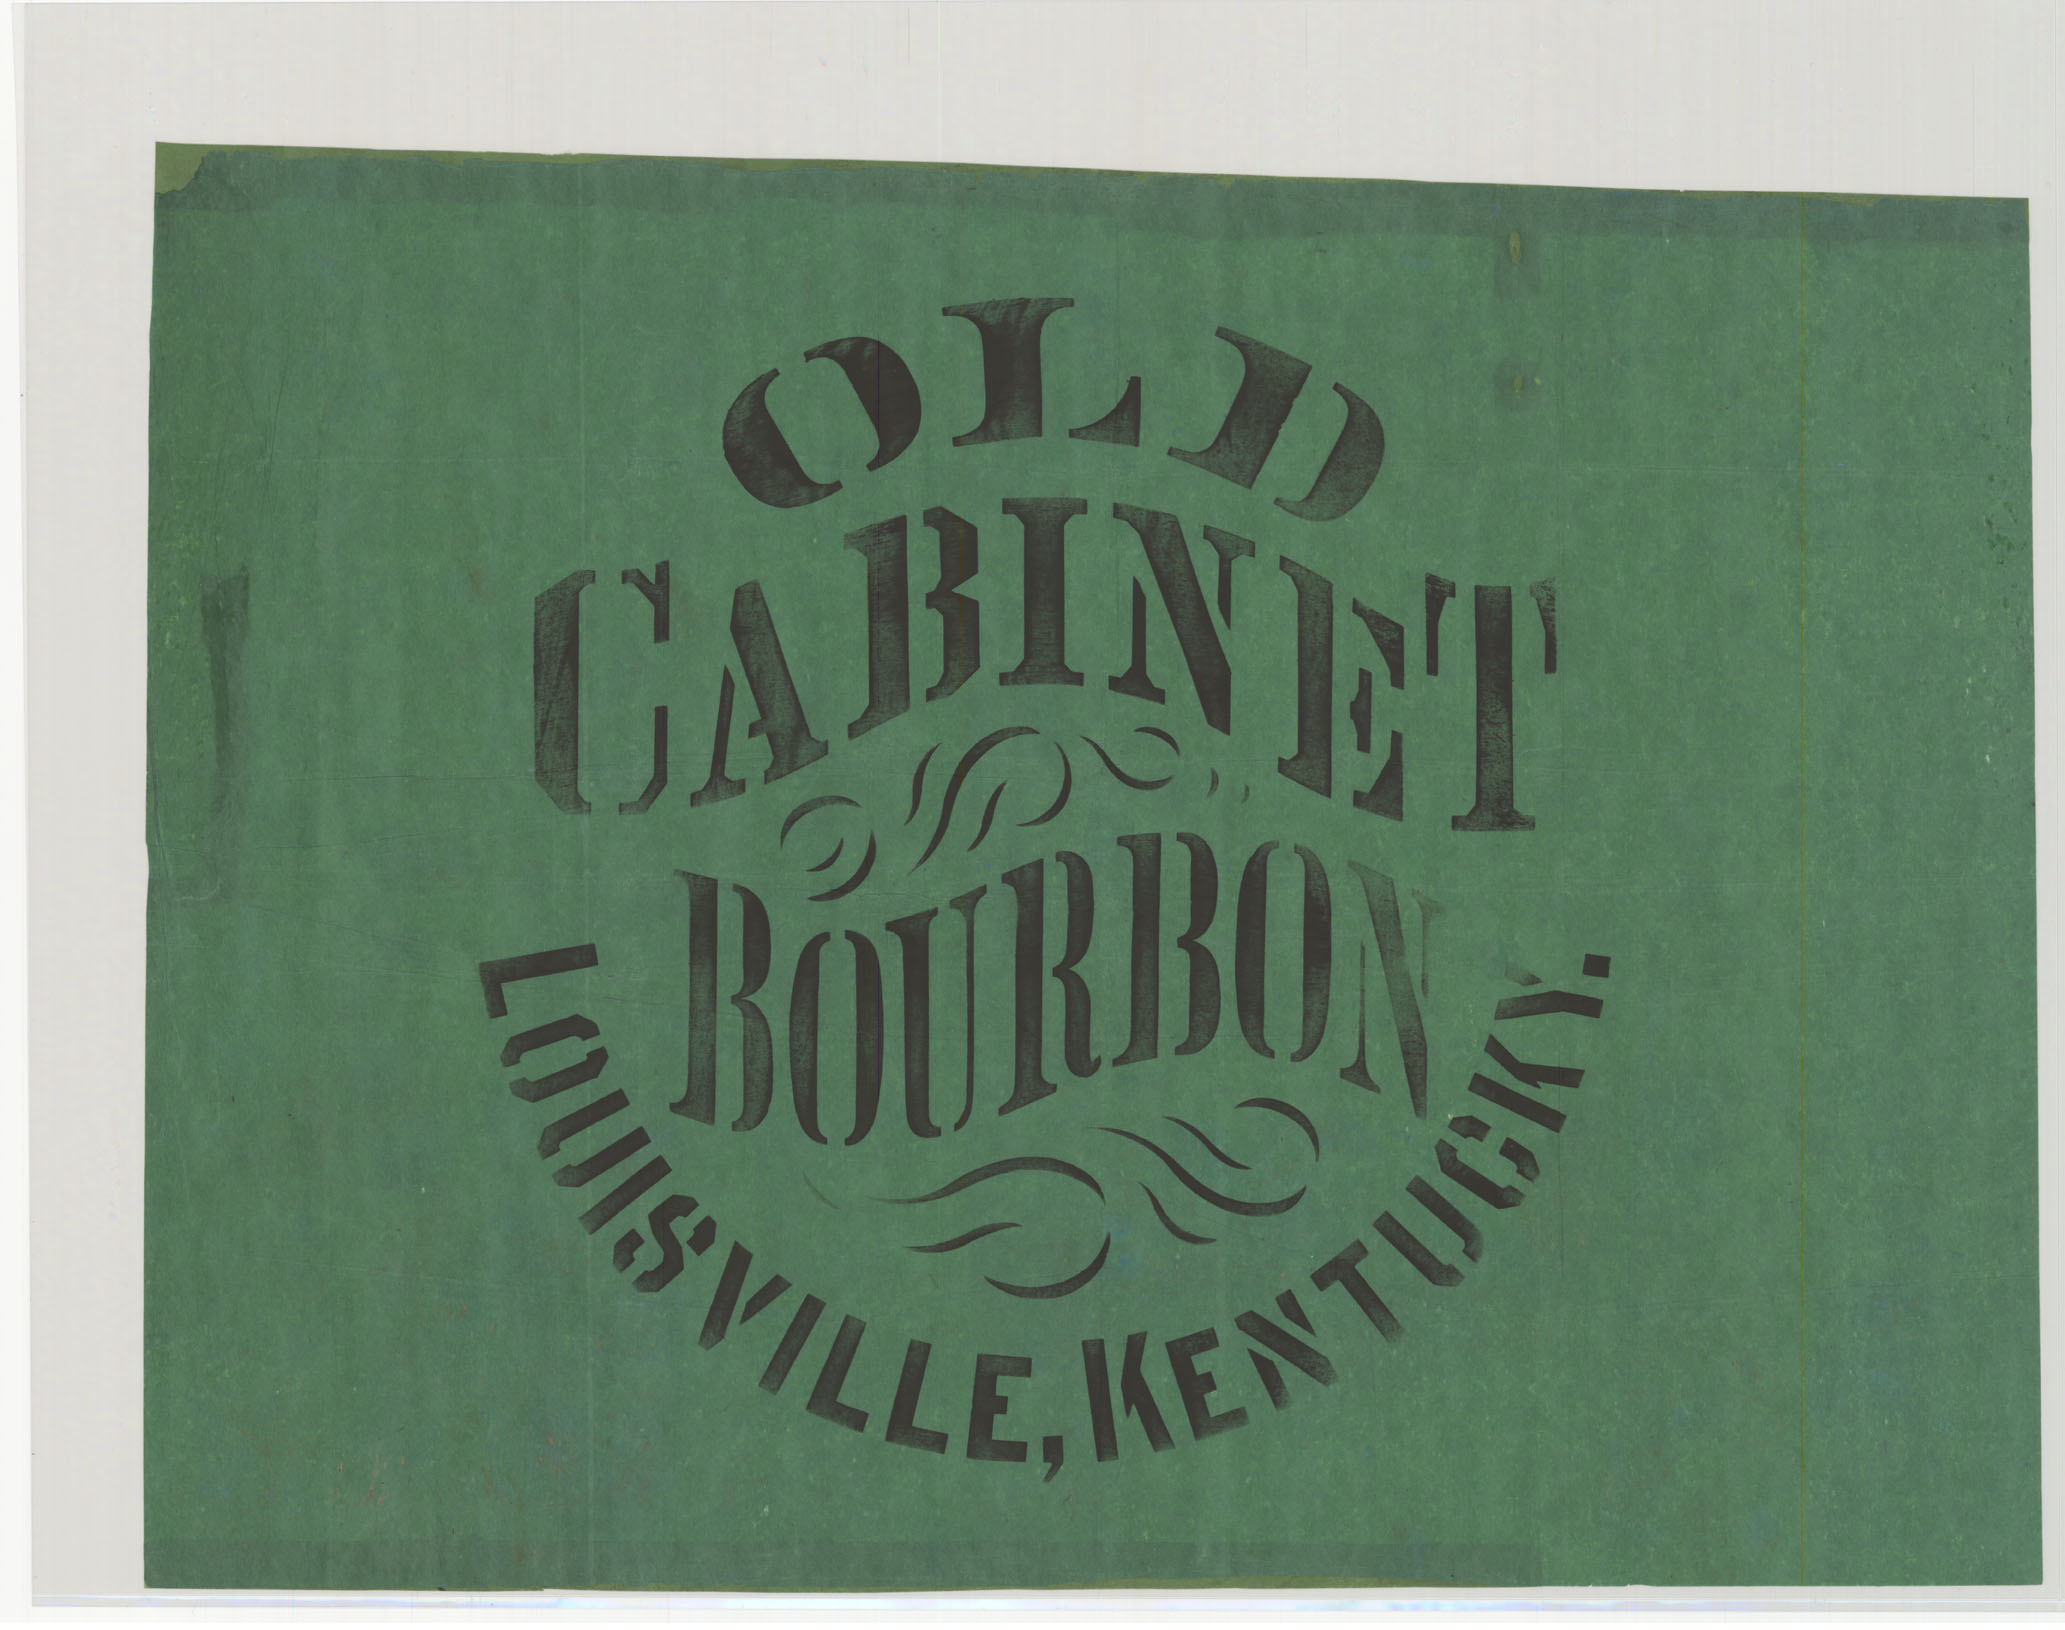 OLD
CABINET
BOURBON
LOUISVILLE, KENTUCKY.